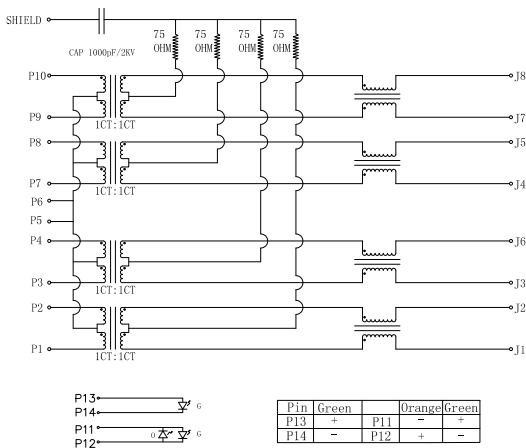 SHIELD
CAP 1000pF/2KV
75 75 75 75
OHM OHM OHM OHM
P10 J8
P9 J7
1CT:1CT
P8 J5
P7 J4
1CT:1CT
P6
P5
P4 J6
P3 J3
1CT:1CT
P2 J2
P1 J1
1CT:1CT
P13
P14 G
P11
P12 O G
Pin Green Orange Green
P13 + P11 − +
P14 − P12 + −